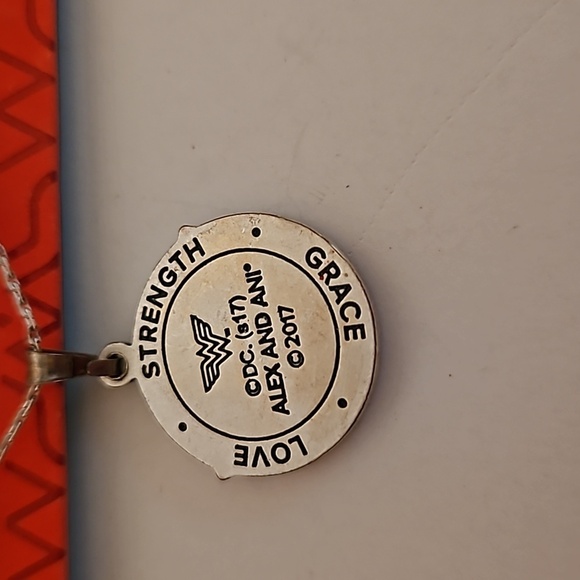 STRENGTH
GRACE
LOVE
©DC. (s17)
ALEX AND ANI®
© 2017